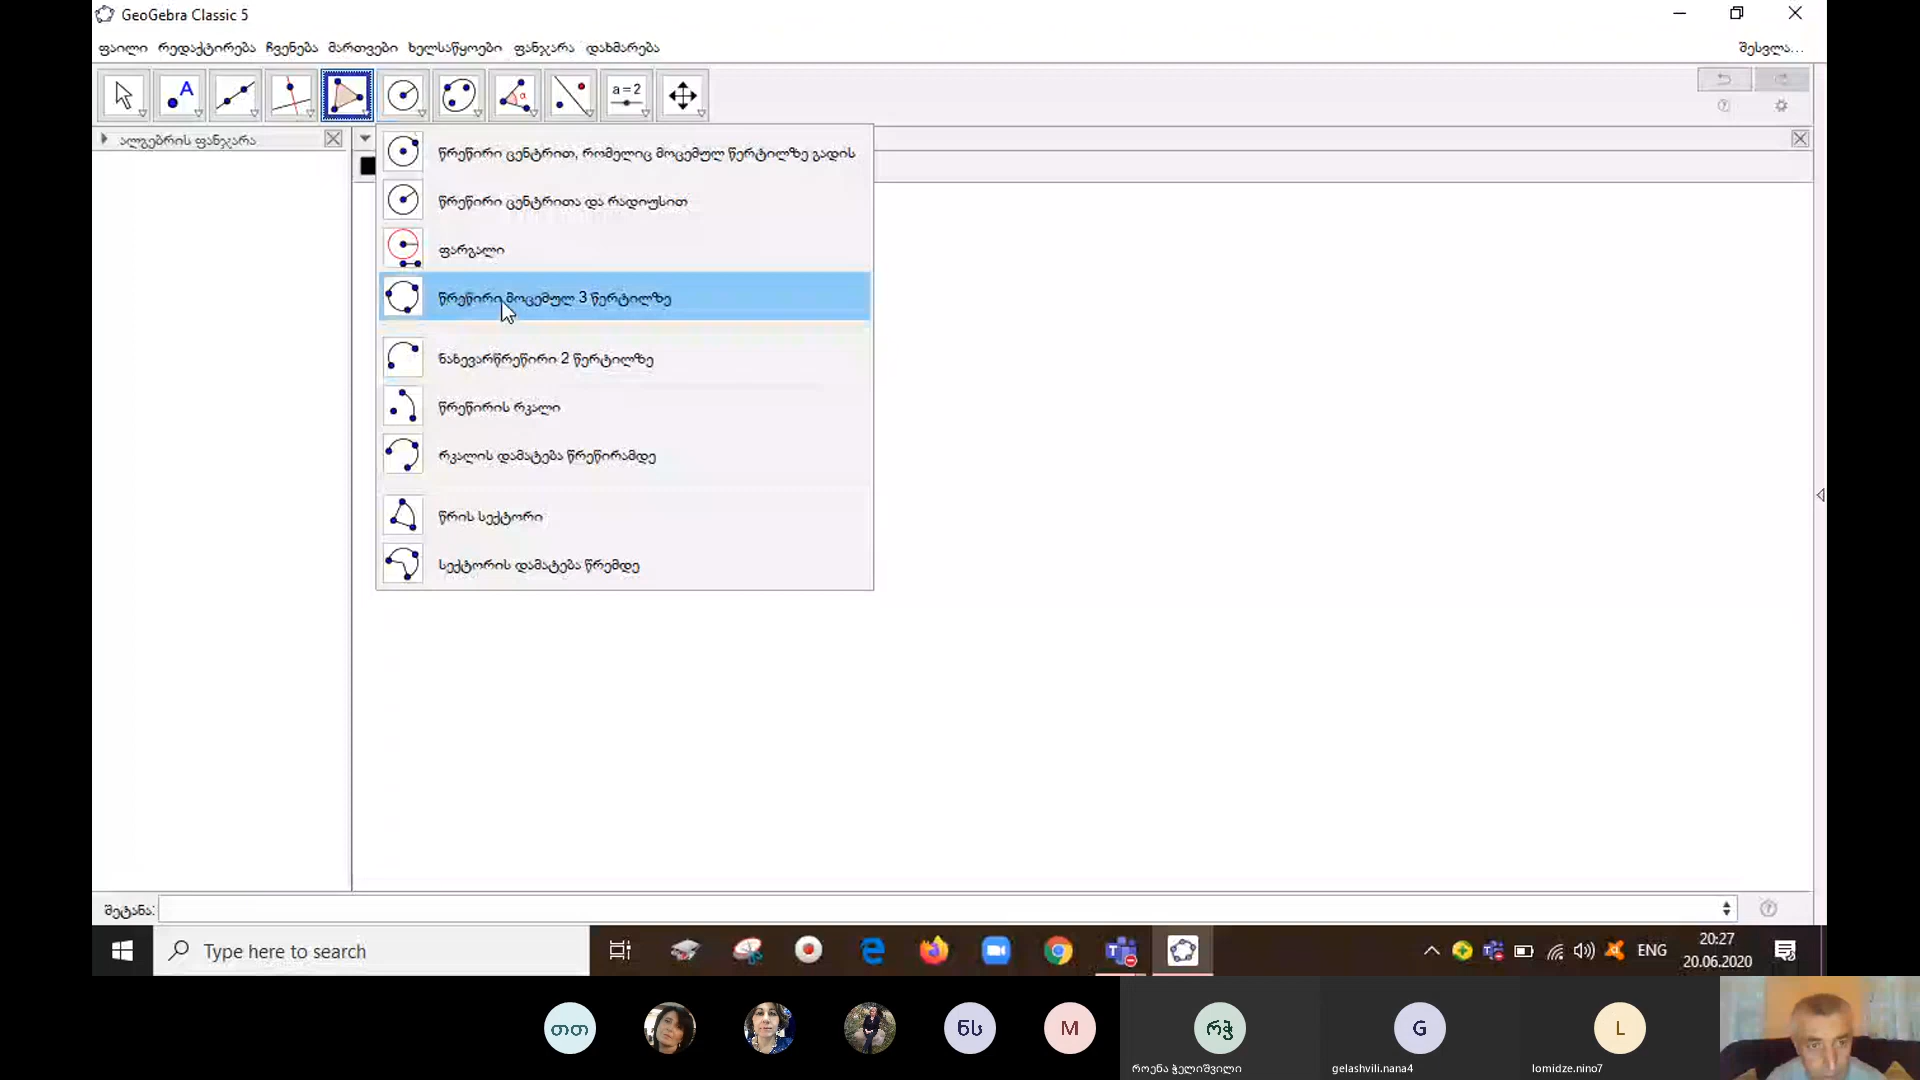 GeoGebra Classic 5
ფაილი რედაქტირება ჩვენება მართვები ხელსაწყოები ფანჯარა დახმარება
შესვლა...
A
α
a = 2
ალგებრის ფანჯარა
წრეწირი ცენტრით, რომელიც მოცემულ წერტილზე გადის
წრეწირი ცენტრითა და რადიუსით
ფარგალი
წრეწირი მოცემულ 3 წერტილზე
ნახევარწრეწირი 2 წერტილზე
წრეწირის რკალი
რკალის დამატება წრეწირამდე
წრის სექტორი
სექტორის დამატება წრემდე
შეტანა:
Type here to search
ENG
20:27
20.06.2020
თთ
ნს
M
რჭ
G
L
როენა ჭელიშვილი
gelashvili.nana4
lomidze.nino7